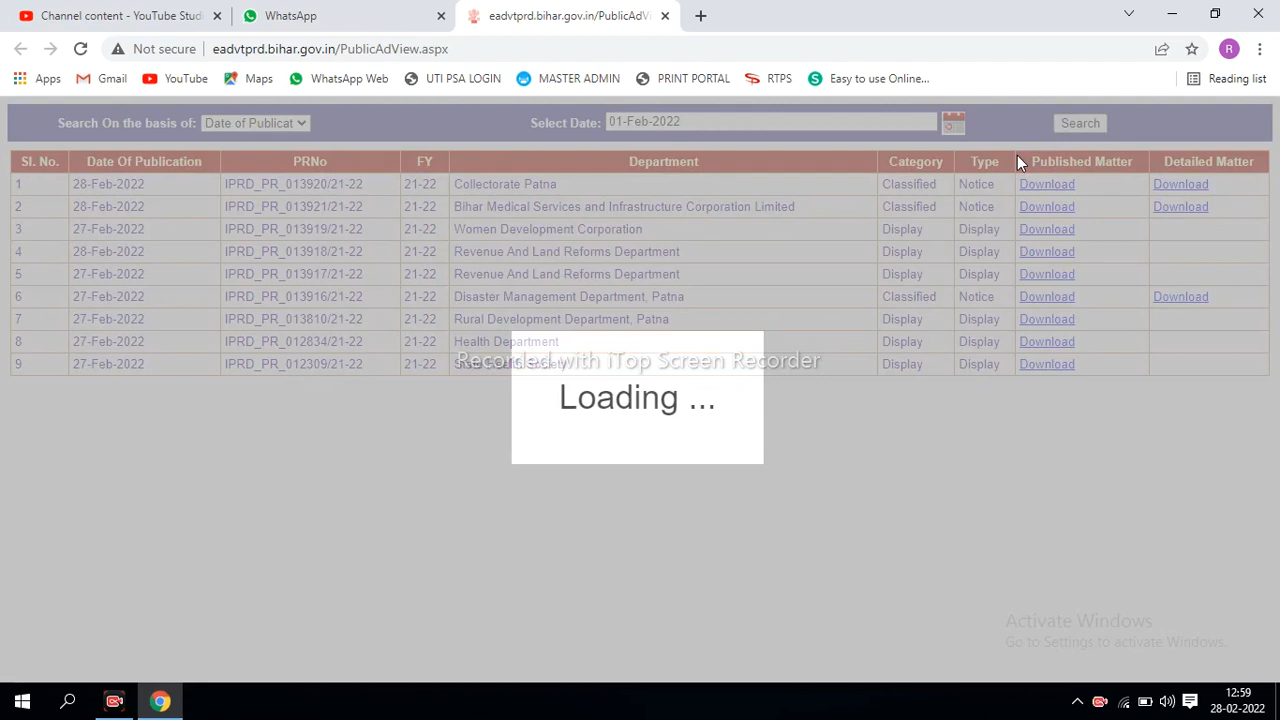 Channel content - YouTube Studi
WhatsApp
eadvtprd.bihar.gov.in/PublicAdVi
Not secure
eadvtprd.bihar.gov.in/PublicAdView.aspx
R
Apps
Gmail
YouTube
Maps
WhatsApp Web
UTI PSA LOGIN
MASTER ADMIN
PRINT PORTAL
RTPS
Easy to use Online...
Reading list
Search On the basis of: Date of Publicat Select Date: 01-Feb-2022 Search
Sl. No. Date Of Publication PRNo FY Department Category Type Published Matter Detailed Matter
1 28-Feb-2022 IPRD_PR_013920/21-22 21-22 Collectorate Patna Classified Notice Download Download
2 28-Feb-2022 IPRD_PR_013921/21-22 21-22 Bihar Medical Services and Infrastructure Corporation Limited Classified Notice Download Download
3 27-Feb-2022 IPRD_PR_013919/21-22 21-22 Women Development Corporation Display Display Download
4 28-Feb-2022 IPRD_PR_013918/21-22 21-22 Revenue And Land Reforms Department Display Display Download
5 27-Feb-2022 IPRD_PR_013917/21-22 21-22 Revenue And Land Reforms Department Display Display Download
6 27-Feb-2022 IPRD_PR_013916/21-22 21-22 Disaster Management Department, Patna Classified Notice Download Download
7 27-Feb-2022 IPRD_PR_013810/21-22 21-22 Rural Development Department, Patna Display Display Download
8 27-Feb-2022 IPRD_PR_012834/21-22 21-22 Health Department Display Display Download
9 27-Feb-2022 IPRD_PR_012309/21-22 21-22 Display Display Download
Recorded with iTop Screen Recorder
Loading ...
Activate Windows
Go to Settings to activate Windows.
12:59
28-02-2022